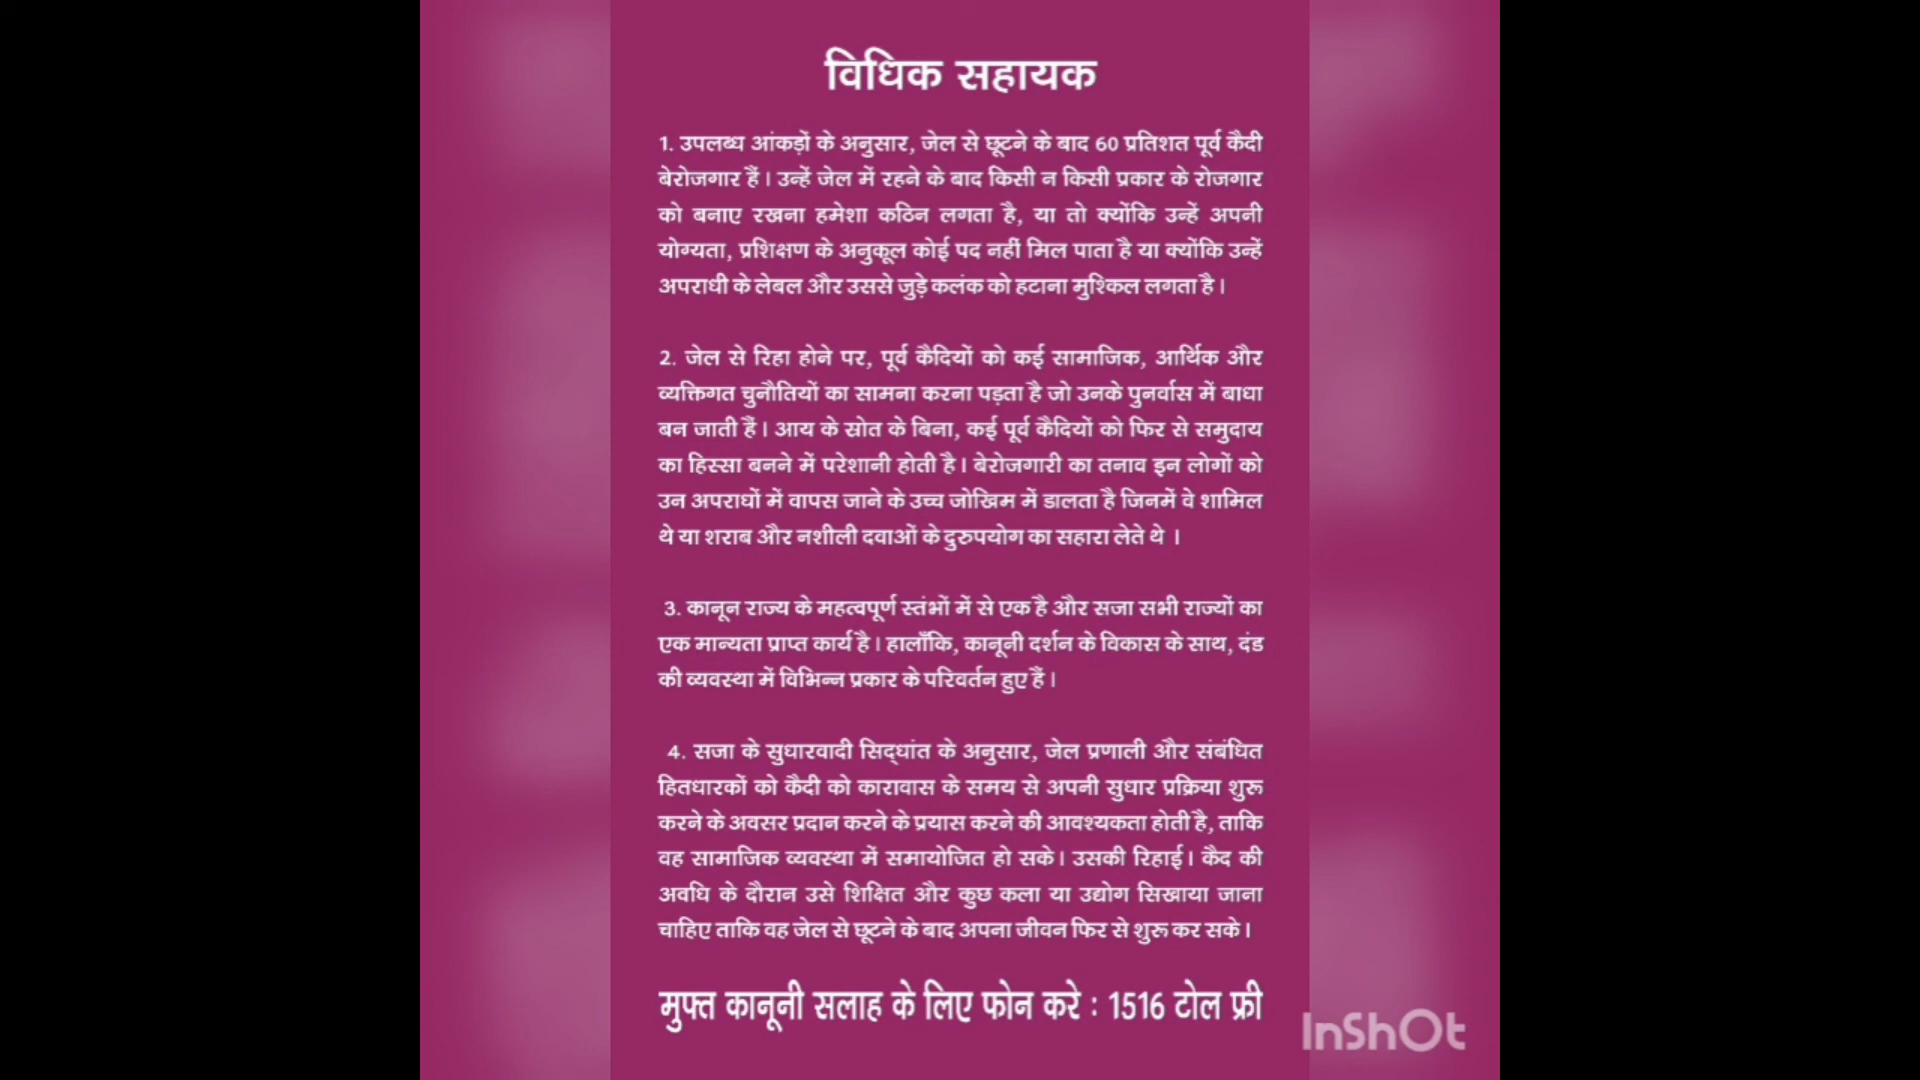 विधिक सहायक
1. उपलब्ध आंकड़ों के अनुसार, जेल से छूटने के बाद 60 प्रतिशत पूर्व कैदी
बेरोजगार हैं। उन्हें जेल में रहने के बाद किसी न किसी प्रकार के रोजगार
को बनाए रखना हमेशा कठिन लगता है, या तो क्योंकि उन्हें अपनी
योग्यता, प्रशिक्षण के अनुकूल कोई पद नहीं मिल पाता है या क्योंकि उन्हें
अपराधी के लेबल और उससे जुड़े कलंक को हटाना मुश्किल लगता है।
2. जेल से रिहा होने पर, पूर्व कैदियों को कई सामाजिक, आर्थिक और
व्यक्तिगत चुनौतियों का सामना करना पड़ता है जो उनके पुनर्वास में बाधा
बन जाती हैं। आय के स्रोत के बिना, कई पूर्व कैदियों को फिर से समुदाय
का हिस्सा बनने में परेशानी होती है। बेरोजगारी का तनाव इन लोगों को
उन अपराधों में वापस जाने के उच्च जोखिम में डालता है जिनमें वे शामिल
थे या शराब और नशीली दवाओं के दुरुपयोग का सहारा लेते थे ।
3. कानून राज्य के महत्वपूर्ण स्तंभों में से एक है और सजा सभी राज्यों का
एक मान्यता प्राप्त कार्य है। हालाँकि, कानूनी दर्शन के विकास के साथ, दंड
की व्यवस्था में विभिन्न प्रकार के परिवर्तन हुए हैं।
4. सजा के सुधारवादी सिद्धांत के अनुसार, जेल प्रणाली और संबंधित
हितधारकों को कैदी को कारावास के समय से अपनी सुधार प्रक्रिया शुरू
करने के अवसर प्रदान करने के प्रयास करने की आवश्यकता होती है, ताकि
वह सामाजिक व्यवस्था में समायोजित हो सके। उसकी रिहाई। कैद की
अवधि के दौरान उसे शिक्षित और कुछ कला या उद्योग सिखाया जाना
चाहिए ताकि वह जेल से छूटने के बाद अपना जीवन फिर से शुरू कर सके।
मुफ्त कानूनी सलाह के लिए फोन करे : 1516 टोल फ्री
InShOt